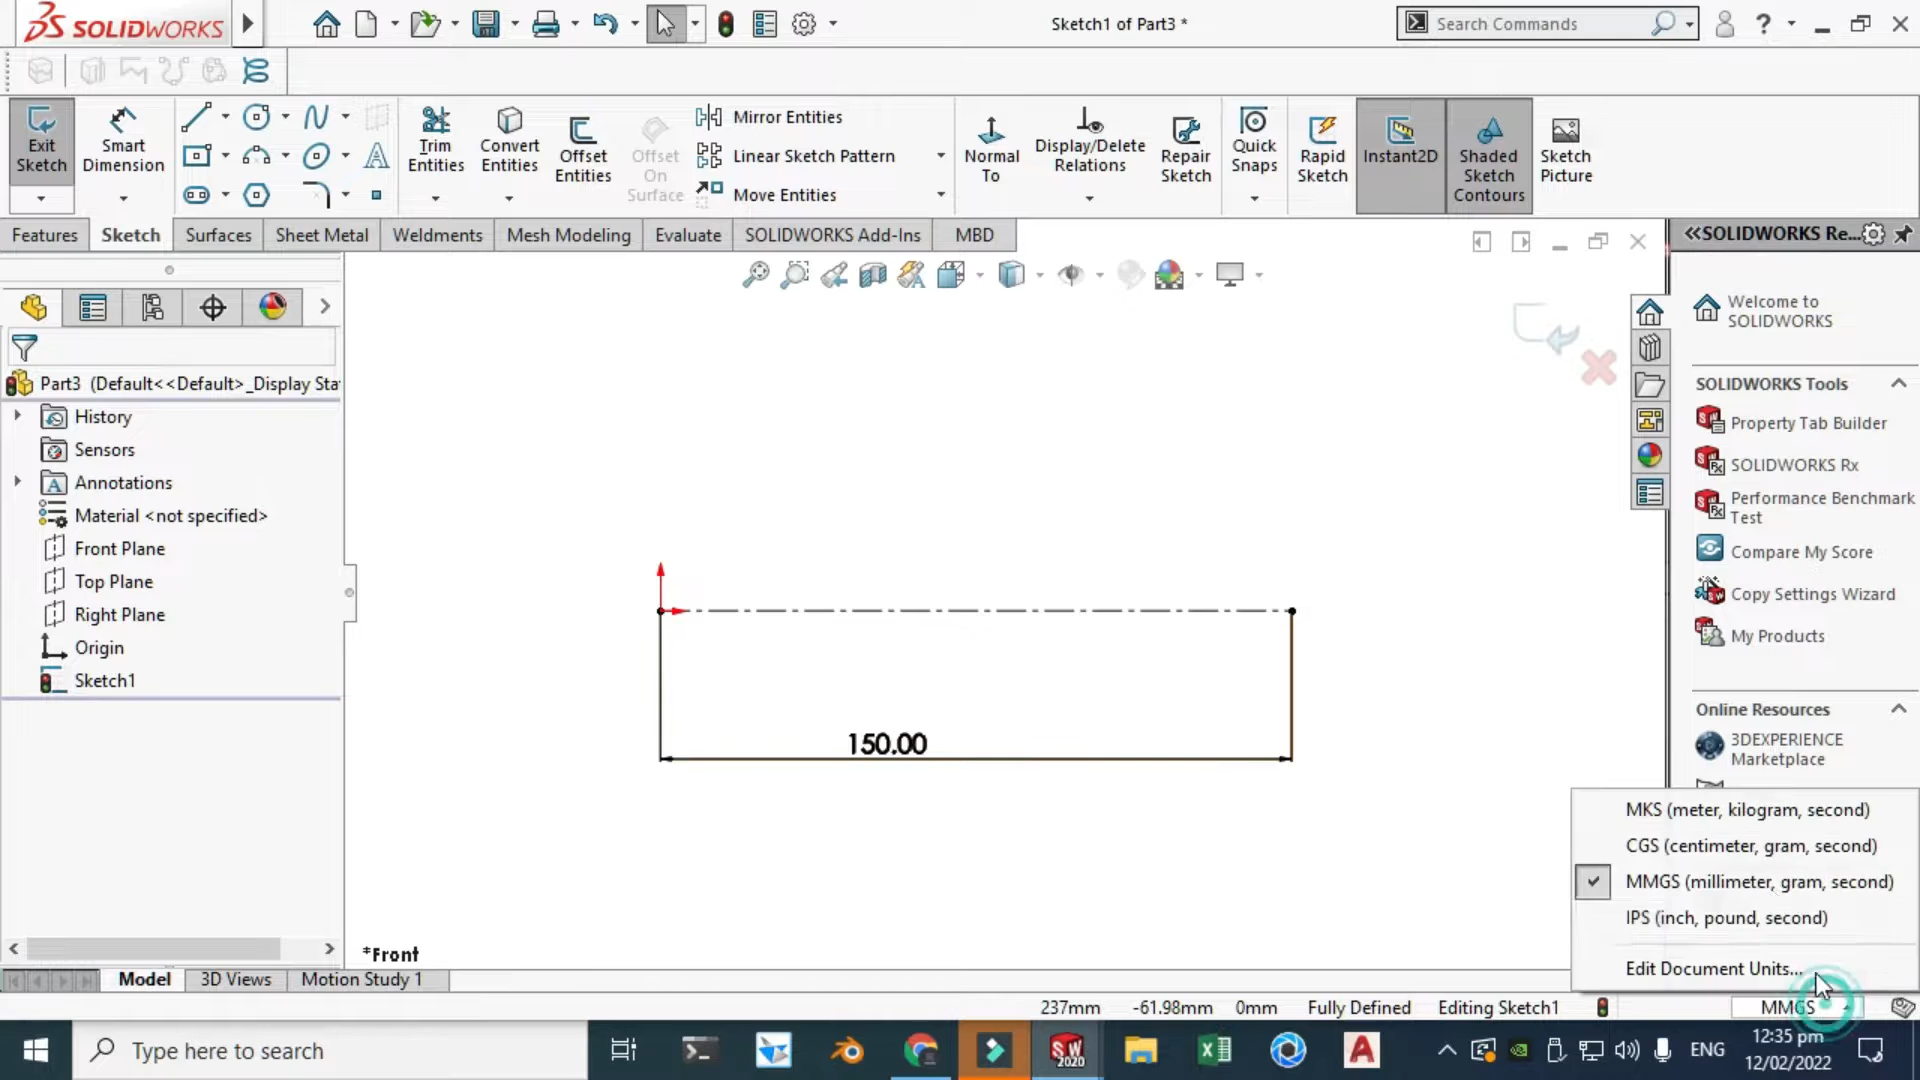 SOLIDWORKS
Sketch1 of Part3 *
Search Commands
Exit
Sketch
Smart
Dimension
Trim
Entities
Convert
Entities
Offset
Entities
Offset
On
Surface
Mirror Entities
Linear Sketch Pattern
Move Entities
Normal
To
Display/Delete
Relations
Repair
Sketch
Quick
Snaps
Rapid
Sketch
Instant2D
Shaded
Sketch
Contours
Sketch
Picture
Features
Sketch
Surfaces
Sheet Metal
Weldments
Mesh Modeling
Evaluate
SOLIDWORKS Add-Ins
MBD
SOLIDWORKS Re...
Part3 (Default<<Default>_Display Sta
History
Sensors
Annotations
Material <not specified>
Front Plane
Top Plane
Right Plane
Origin
Sketch1
150.00
*Front
Welcome to
SOLIDWORKS
SOLIDWORKS Tools
Property Tab Builder
SOLIDWORKS Rx
Performance Benchmark
Test
Compare My Score
Copy Settings Wizard
My Products
Online Resources
3DEXPERIENCE
Marketplace
MKS (meter, kilogram, second)
CGS (centimeter, gram, second)
MMGS (millimeter, gram, second)
IPS (inch, pound, second)
Edit Document Units...
Model
3D Views
Motion Study 1
237mm
-61.98mm
0mm
Fully Defined
Editing Sketch1
MMGS
Type here to search
SW
2020
ENG
12:35 pm
12/02/2022